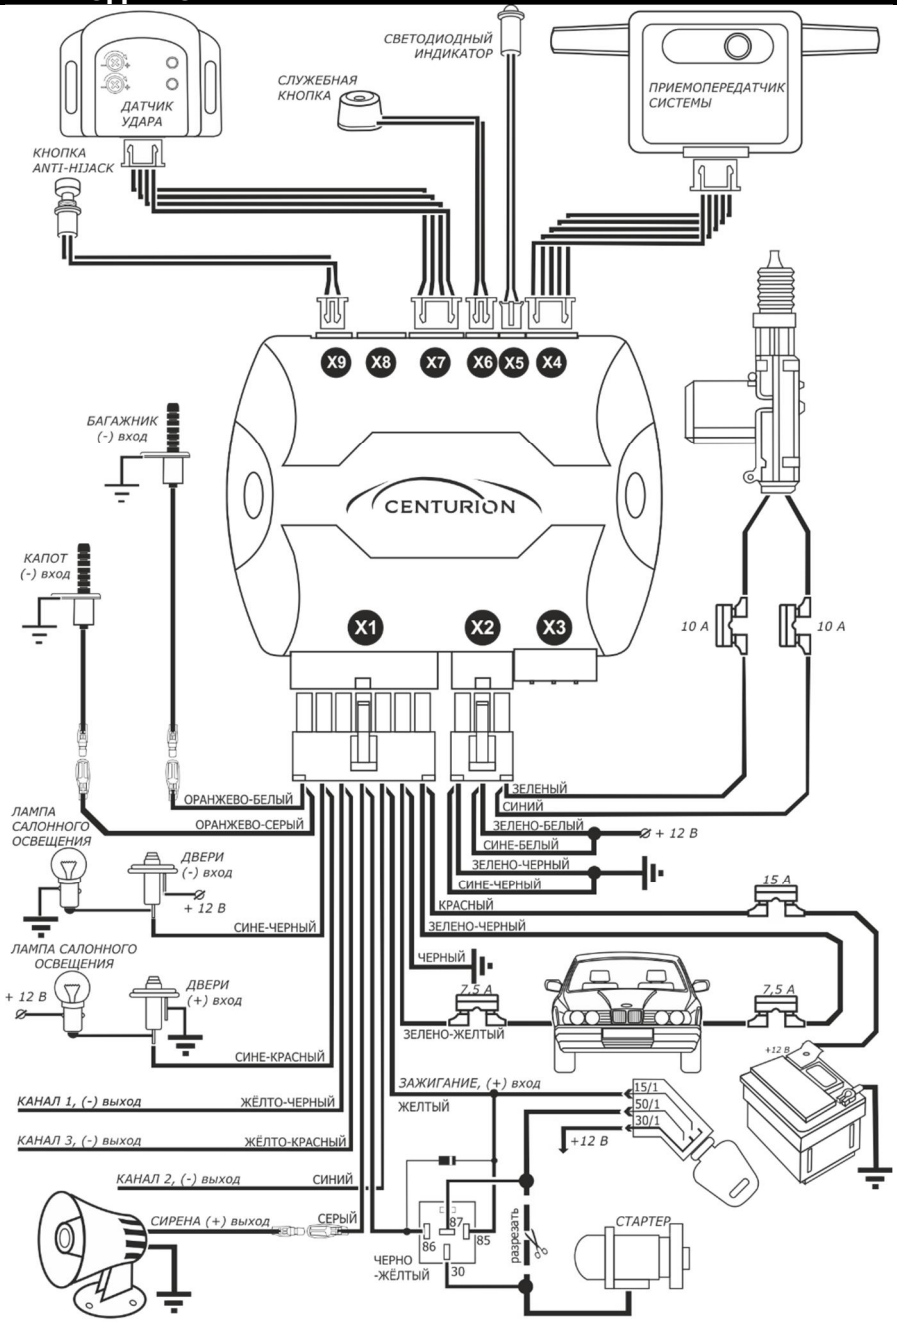 СВЕТОДИОДНЫЙ
ИНДИКАТОР
СЛУЖЕБНАЯ
КНОПКА
ПРИЕМОПЕРЕДАТЧИК
СИСТЕМЫ
ДАТЧИК
УДАРА
КНОПКА
ANTI-HIJACK
X9
X8
X7
X6
X5
X4
БАГАЖНИК
(-) вход
CENTURION
КАПОТ
(-) вход
10 А
10 А
X1
X2
X3
ЗЕЛЕНЫЙ
СИНИЙ
ОРАНЖЕВО-БЕЛЫЙ
ОРАНЖЕВО-СЕРЫЙ
ЗЕЛЕНО-БЕЛЫЙ
+ 12 В
СИНЕ-БЕЛЫЙ
ЛАМПА
САЛОННОГО
ОСВЕЩЕНИЯ
ДВЕРИ
(-) вход
+ 12 В
ЗЕЛЕНО-ЧЕРНЫЙ
СИНЕ-ЧЕРНЫЙ
15 А
КРАСНЫЙ
СИНЕ-ЧЕРНЫЙ
ЗЕЛЕНО-ЧЕРНЫЙ
ЛАМПА САЛОННОГО
ОСВЕЩЕНИЯ
ЧЕРНЫЙ
+ 12 В
ДВЕРИ
(+) вход
7,5 А
7,5 А
ЗЕЛЕНО-ЖЕЛТЫЙ
СИНЕ-КРАСНЫЙ
+12 В
ЗАЖИГАНИЕ, (+) вход
15/1
КАНАЛ 1, (-) выход
ЖЁЛТО-ЧЕРНЫЙ
ЖЕЛТЫЙ
50/1
30/1
КАНАЛ 3, (-) выход
ЖЁЛТО-КРАСНЫЙ
+12 В
КАНАЛ 2, (-) выход
СИНИЙ
СИРЕНА (+) выход
СЕРЫЙ
87
86
85
30
ЧЕРНО
-ЖЁЛТЫЙ
разрезать
СТАРТЕР